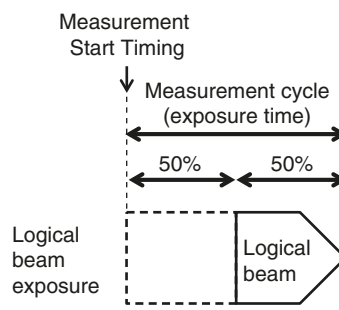 Measurement
Start Timing
Measurement cycle
(exposure time)
50%
50%
Logical
beam
exposure
Logical
beam